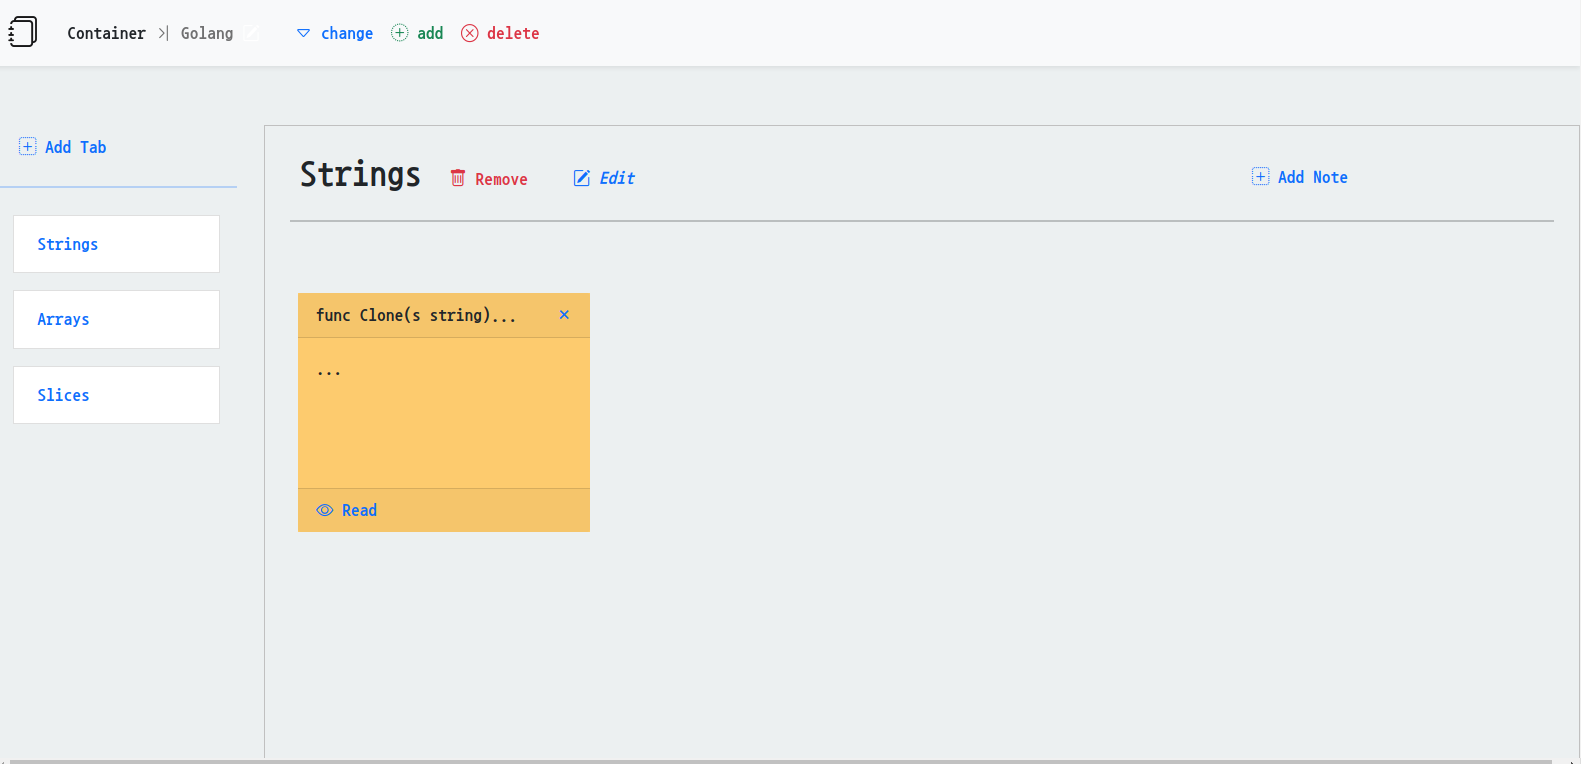 Container >| Golang change add delete
Add Tab
Strings Remove Edit Add Note
Strings
Arrays
Slices
func Clone(s string)... ×
...
Read